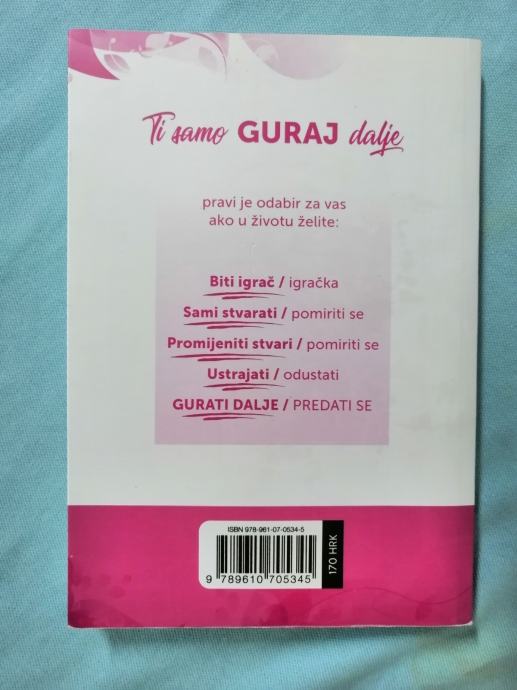 Ti samo GURAJ dalje
pravi je odabir za vas
ako u životu želite:
Biti igrač / igračka
Sami stvarati / pomiriti se
Promijeniti stvari / pomiriti se
Ustrajati / odustati
GURATI DALJE / PREDATI SE
ISBN 978-961-07-0534-5
9 789610 705345
170 HRK